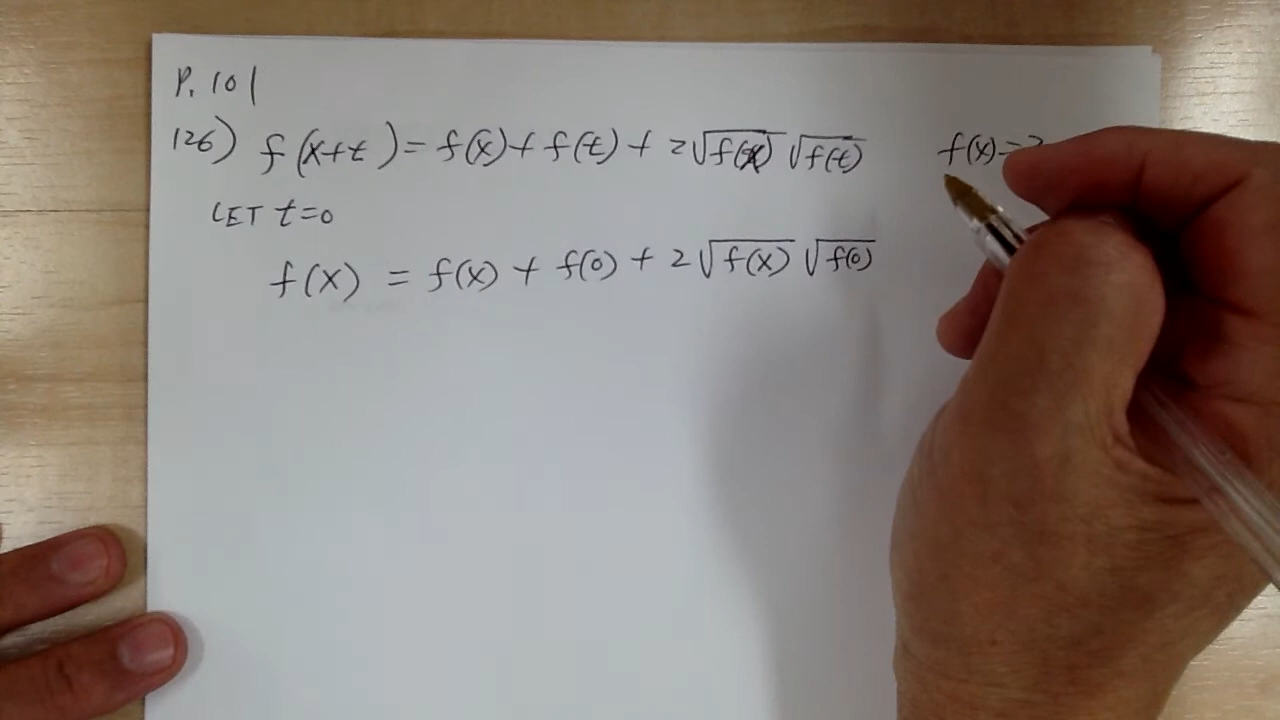 P. 101
126) f(x+t) = f(x) + f(t) + 2√f(x) √f(t) f(x)=?
LET t=0
f(x) = f(x) + f(0) + 2√f(x) √f(0)